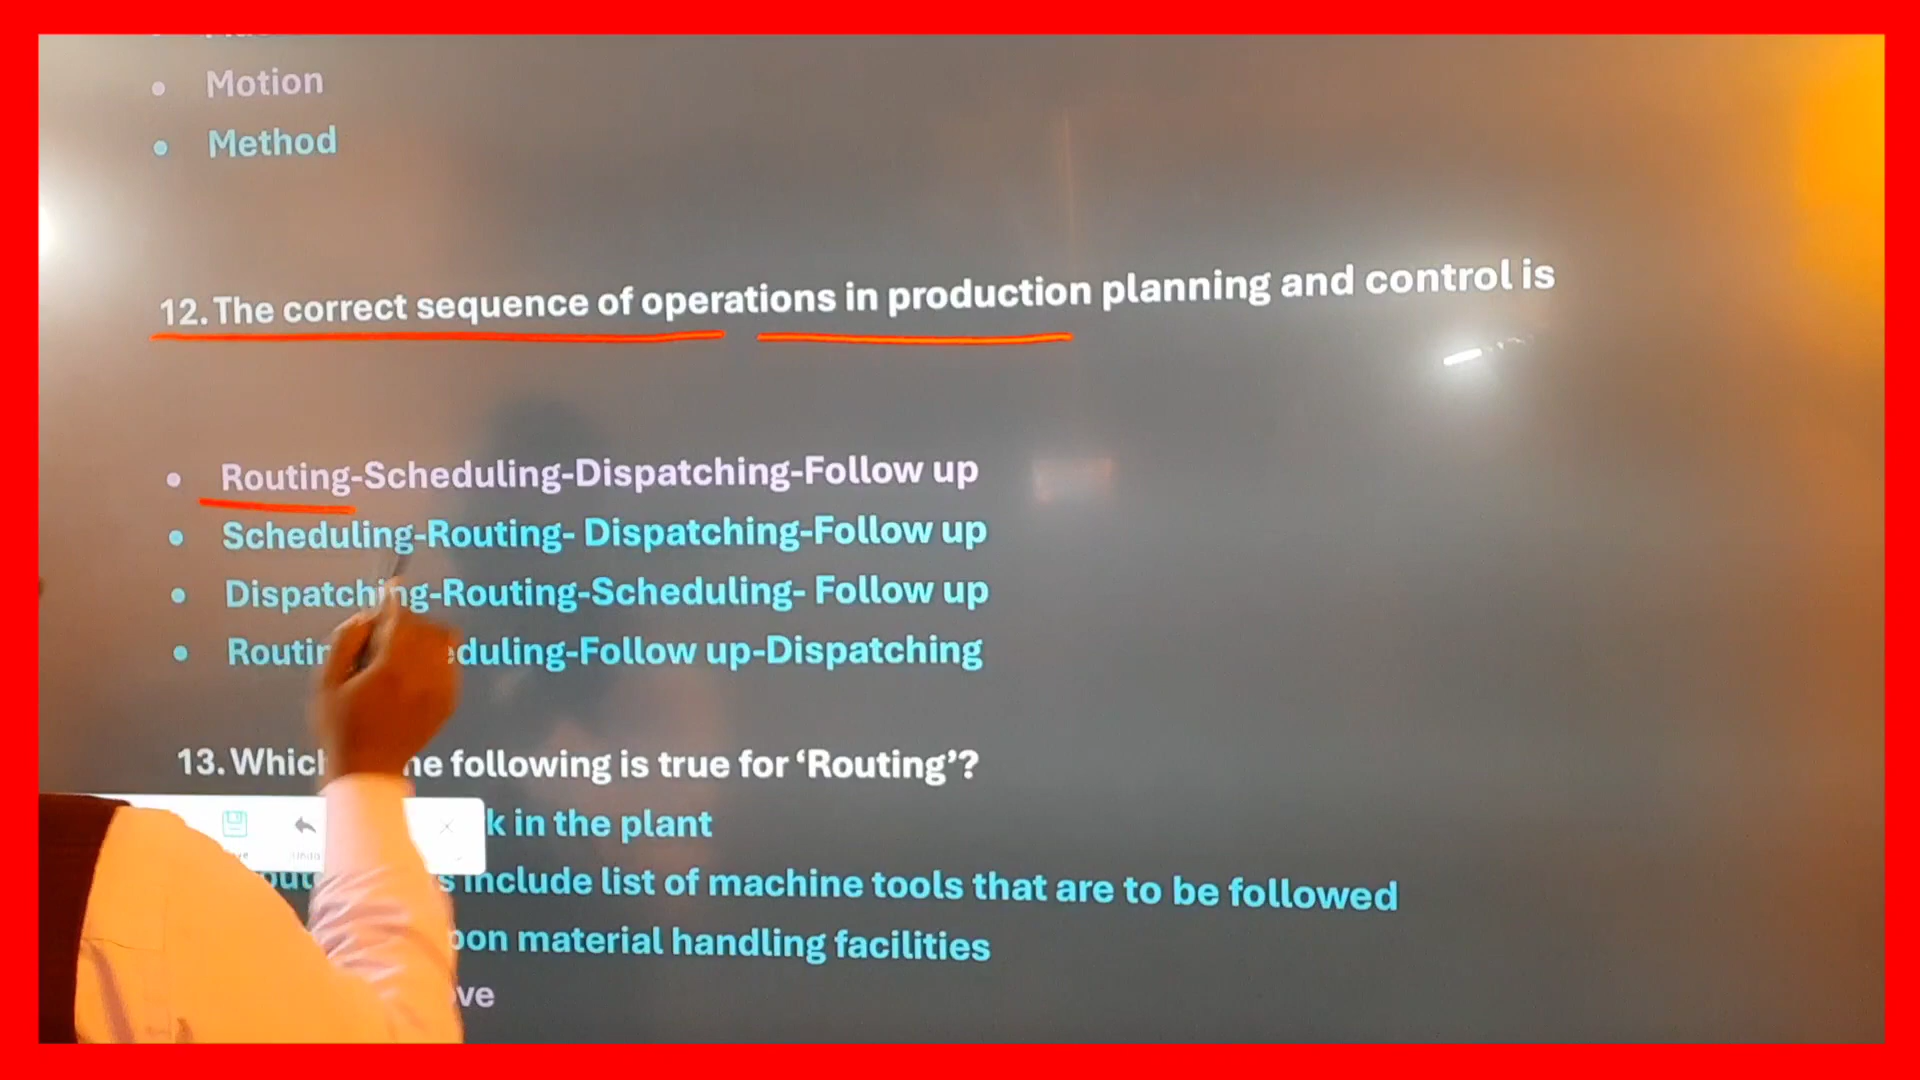 Motion
Method
12. The correct sequence of operations in production planning and control is
Routing-Scheduling-Dispatching-Follow up
Scheduling-Routing- Dispatching-Follow up
Dispatching-Routing-Scheduling- Follow up
duling-Follow up-Dispatching
13. following is true for ‘Routing’?
in the plant
include list of machine tools that are to be followed
material handling facilities